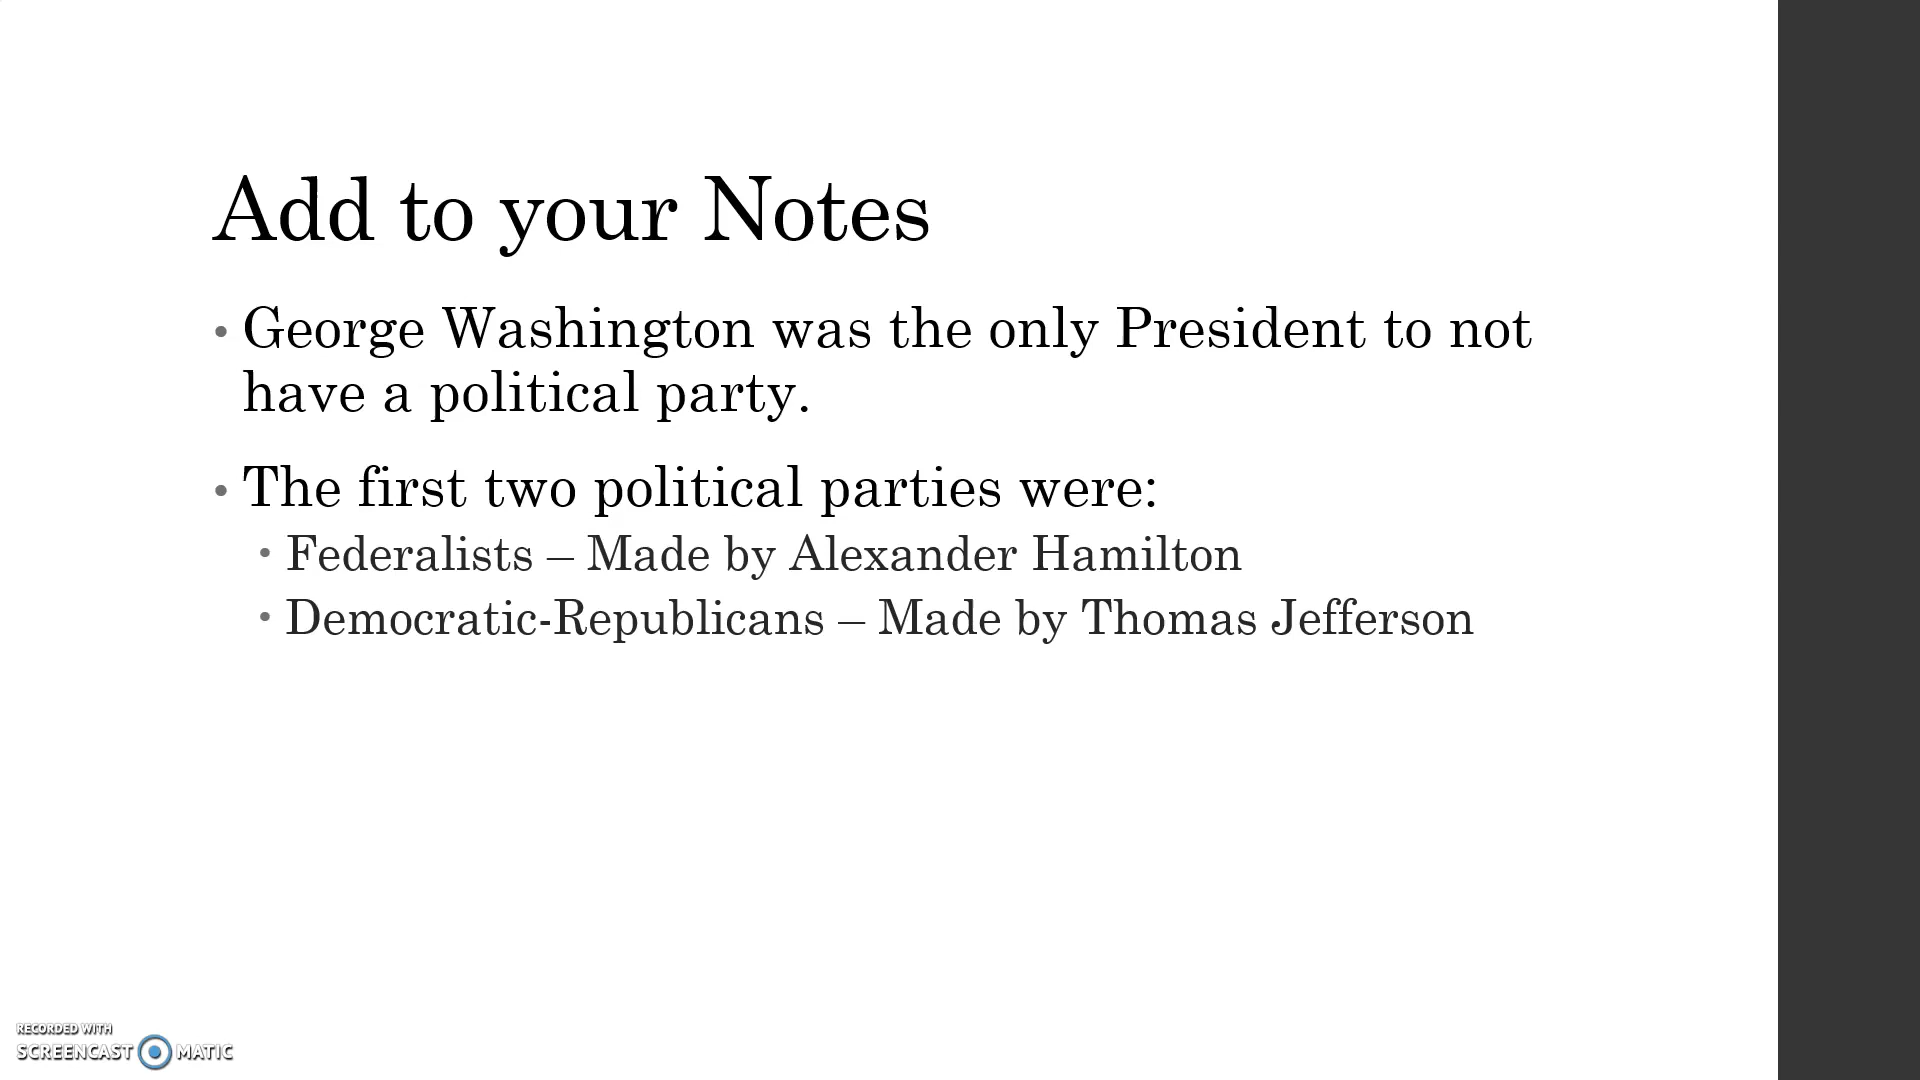 Add to your Notes
• George Washington was the only President to not
have a political party.
• The first two political parties were:
• Federalists – Made by Alexander Hamilton
• Democratic-Republicans – Made by Thomas Jefferson
RECORDED WITH
SCREENCAST MATIC